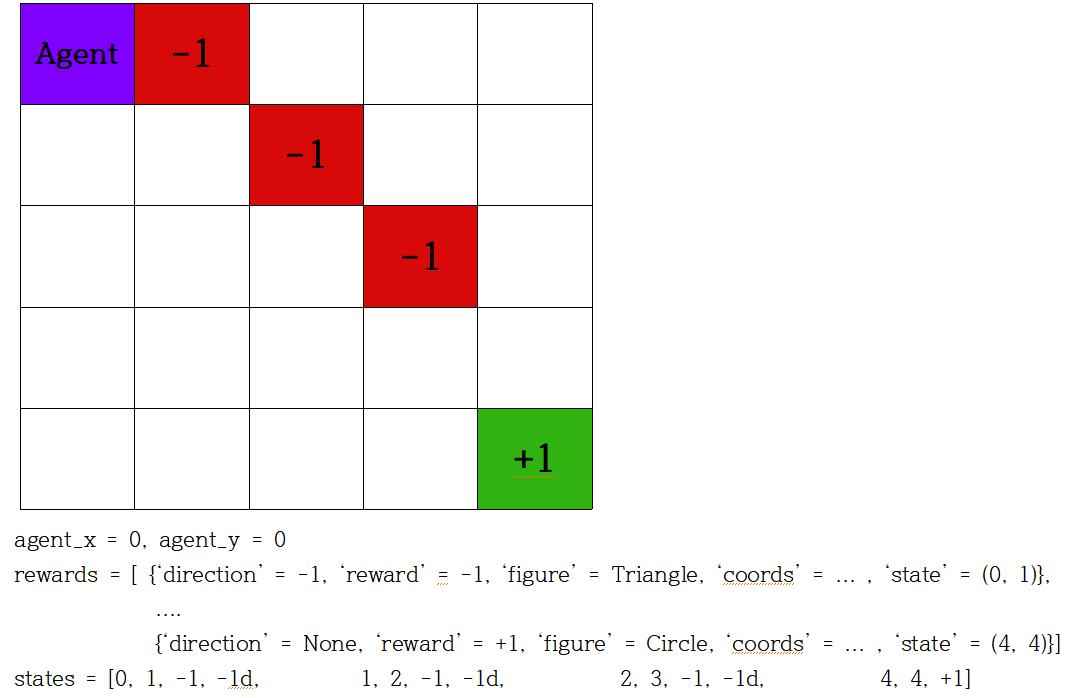 Agent -1
-1
-1
+1
agent_x = 0, agent_y = 0
rewards = [ {‘direction’ = -1, ‘reward’ = -1, ‘figure’ = Triangle, ‘coords’ = ... , ‘state’ = (0, 1)},
....
{‘direction’ = None, ‘reward’ = +1, ‘figure’ = Circle, ‘coords’ = ... , ‘state’ = (4, 4)}]
states = [0, 1, -1, -1d, 1, 2, -1, -1d, 2, 3, -1, -1d, 4, 4, +1]